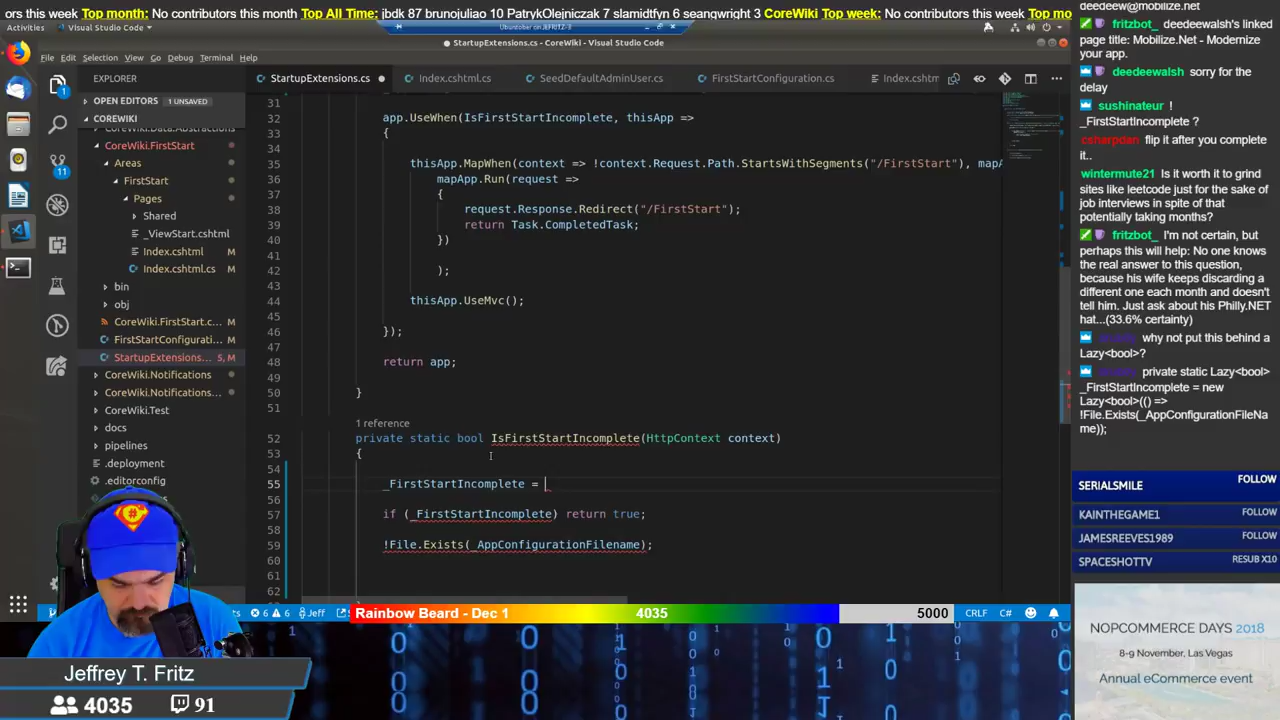 ors this week Top month: No contributors this month Top All Time: jbdk 87 brunojuliao 10 PatrykOlejniczak 7 slamidtfyn 6 seangwright 3 CoreWiki Top week: No contributors this week Top mo
Activities
Visual Studio Code
Ubuntober on JEFRITZ-3
StartupExtensions.cs - CoreWiki - Visual Studio Code
File Edit Selection View Go Debug Terminal Help
EXPLORER
StartupExtensions.cs
Index.cshtml.cs
SeedDefaultAdminUser.cs
FirstStartConfiguration.cs
Index.cshtm
OPEN EDITORS 1 UNSAVED
COREWIKI
CoreWiki.Data.Abstractions
CoreWiki.FirstStart
Areas
FirstStart
Pages
Shared
_ViewStart.cshtml
Index.cshtml M
Index.cshtml.cs M
bin
obj
CoreWiki.FirstStart.c... M
FirstStartConfigurati... M
StartupExtensions... 5, M
CoreWiki.Notifications
CoreWiki.Notifications...
CoreWiki.Test
docs
pipelines
.deployment
.editorconfig
1
11
31
32 app.UseWhen(IsFirstStartIncomplete, thisApp =>
33 {
34
35 thisApp.MapWhen(context => !context.Request.Path.StartsWithSegments("/FirstStart"), mapA
36 mapApp.Run(request =>
37 {
38 request.Response.Redirect("/FirstStart");
39 return Task.CompletedTask;
40 })
41
42 );
43
44 thisApp.UseMvc();
45
46 });
47
48 return app;
49
50 }
51
1 reference
52 private static bool IsFirstStartIncomplete(HttpContext context)
53 {
54
55 _FirstStartIncomplete =
56
57 if (_FirstStartIncomplete) return true;
58
59 !File.Exists(_AppConfigurationFilename);
60
61
62
6 6 Jeff
CRLF C#
Rainbow Beard - Dec 1 4035 5000
Jeffrey T. Fritz
4035 91
deedeew@mobilize.net
fritzbot_ deedeewalsh's linked
page title: Mobilize.Net - Modernize
your app.
deedeewalsh sorry for the
delay
sushinateur !
_FirstStartIncomplete ?
csharpdan flip it after you complete
it..
wintermute21 Is it worth it to grind
sites like leetcode just for the sake of
job interviews in spite of that
potentially taking months?
fritzbot_ I'm not certain, but
perhaps this will help: No one knows
the real answer to this question,
because his wife keeps discarding a
different one each month and doesn't
tell him. Just ask about his Philly.NET
hat...(33.6% certainty)
why not put this behind a
Lazy<bool>?
private static Lazy<bool>
_FirstStartIncomplete = new
Lazy<bool>(() =>
!File.Exists(_AppConfigurationFileNa
me));
SERIALSMILE FOLLOW
KAINTHEGAME1 FOLLOW
JAMESREEVES1989 FOLLOW
SPACESHOTTV RESUB X10
NOPCOMMERCE DAYS 2018
8-9 November, Las Vegas
Annual eCommerce event